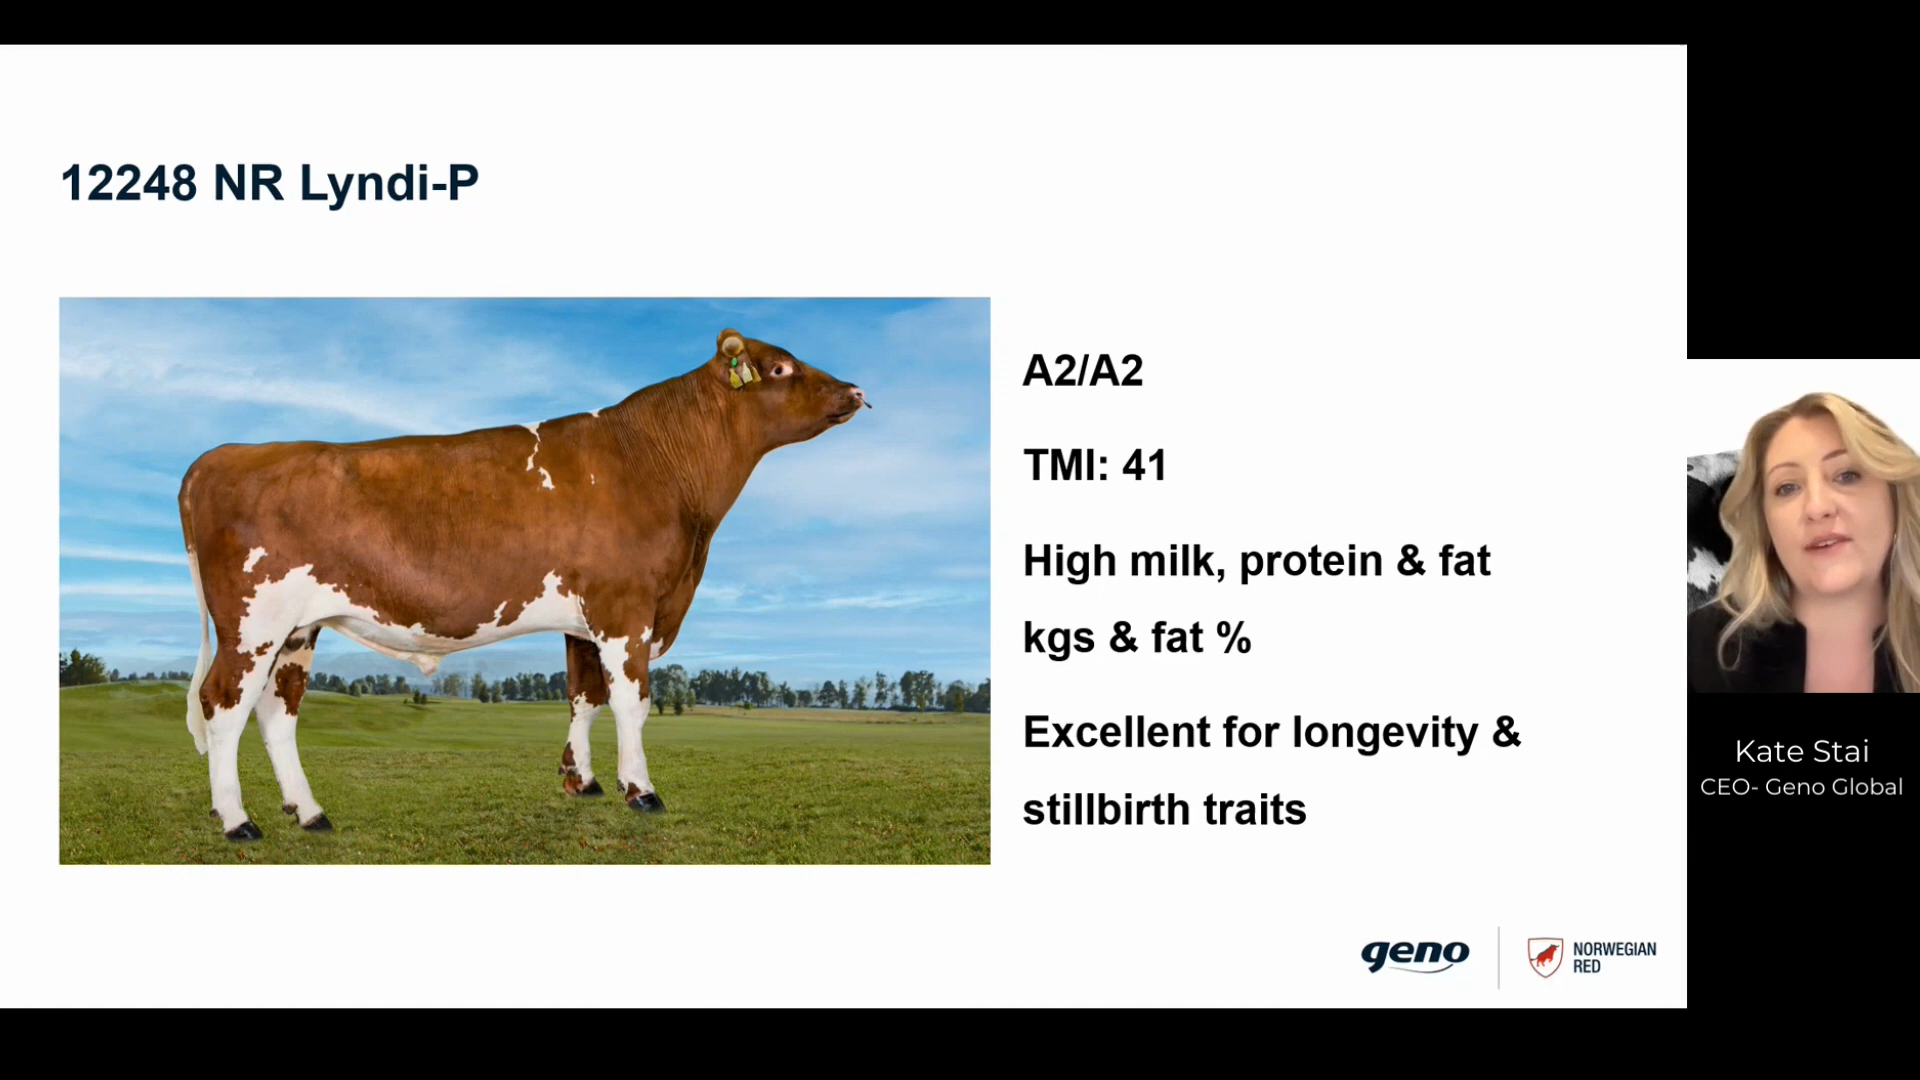 12248 NR Lyndi-P
A2/A2
TMI: 41
High milk, protein & fat
kgs & fat %
Excellent for longevity &
stillbirth traits
Kate Stai
CEO- Geno Global
geno
NORWEGIAN
RED